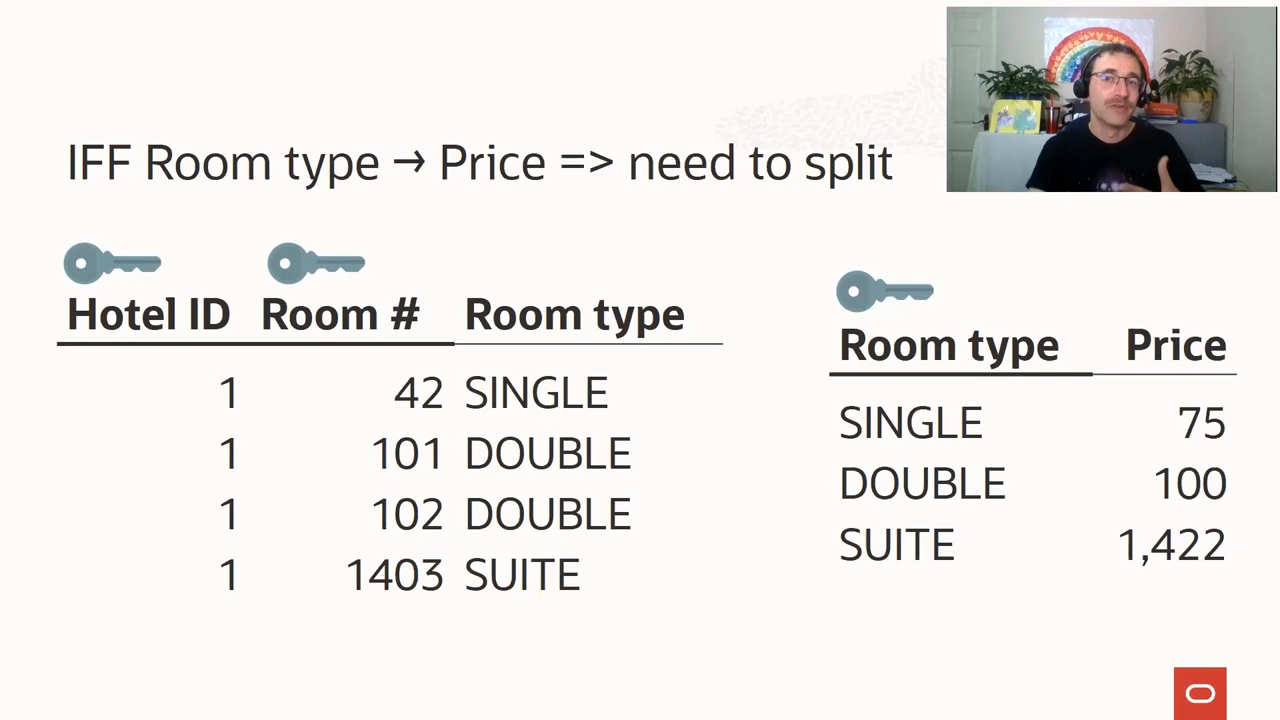 IFF Room type → Price => need to split
Hotel ID Room # Room type
1 42 SINGLE
1 101 DOUBLE
1 102 DOUBLE
1 1403 SUITE
Room type Price
SINGLE 75
DOUBLE 100
SUITE 1,422